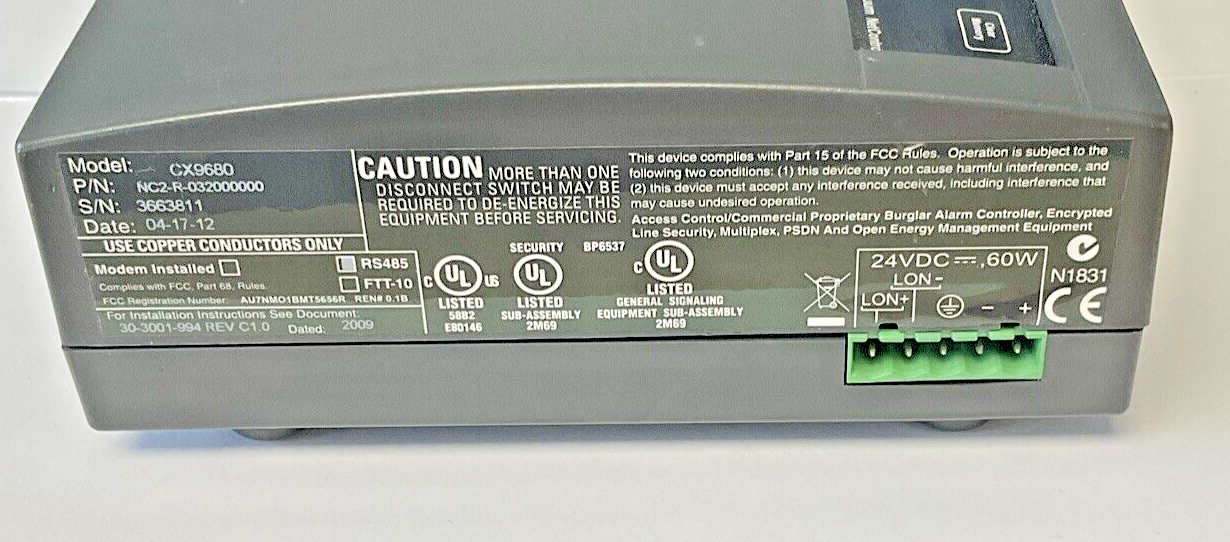 Clear
Memory
Model: CX9680
P/N: NC2-R-032000000
S/N: 3663811
Date: 04-17-12
USE COPPER CONDUCTORS ONLY
Modem Installed
Complies with FCC, Part 68, Rules.
FCC Registration Number: AU7NMO1BMT5656R REN# 0.1B
RS485
FTT-10
For Installation Instructions See Document:
30-3001-994 REV C1.0 Dated: 2009
CAUTION MORE THAN ONE
DISCONNECT SWITCH MAY BE
REQUIRED TO DE-ENERGIZE THIS
EQUIPMENT BEFORE SERVICING.
This device complies with Part 15 of the FCC Rules. Operation is subject to the
following two conditions: (1) this device may not cause harmful interference, and
(2) this device must accept any interference received, including interference that
may cause undesired operation.
Access Control/Commercial Proprietary Burglar Alarm Controller, Encrypted
Line Security, Multiplex, PSDN And Open Energy Management Equipment
C UL US
LISTED
58B2
E80146
SECURITY BP6537
UL
LISTED
SUB-ASSEMBLY
2M69
C UL
LISTED
GENERAL SIGNALING
EQUIPMENT SUB-ASSEMBLY
2M69
24VDC ⎓,60W
LON-
LON+
- +
N1831
CE